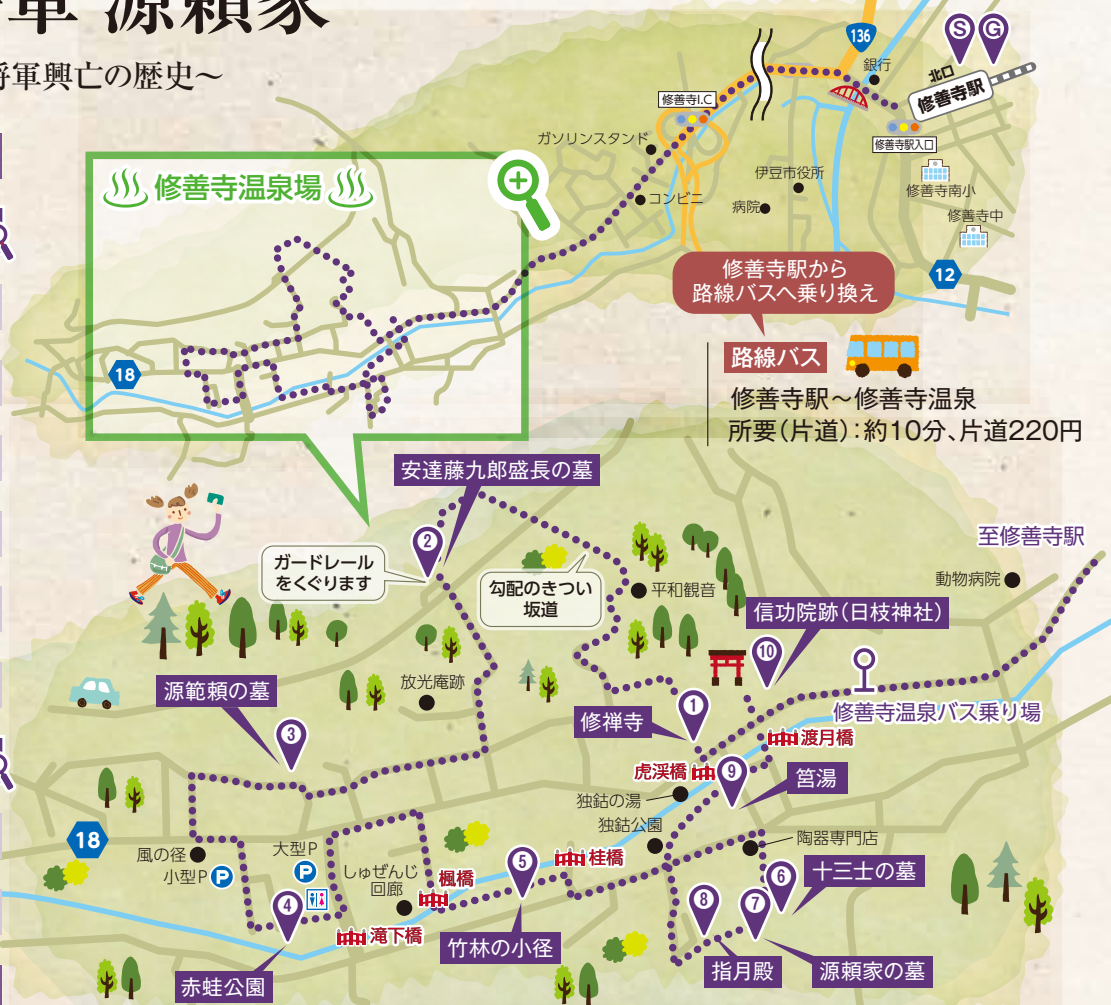 軍 源頼家
将軍興亡の歴史～
136
S
G
銀行
北口
修善寺駅
修善寺I.C
修善寺駅入口
ガソリンスタンド
コンビニ
伊豆市役所
病院
修善寺南小
修善寺中
12
修善寺温泉場
18
修善寺駅から
路線バスへ乗り換え
路線バス
修善寺駅～修善寺温泉
所要(片道):約10分、片道220円
安達藤九郎盛長の墓
2
ガードレール
をくぐります
勾配のきつい
坂道
平和観音
至修善寺駅
動物病院
信功院跡(日枝神社)
10
源範頼の墓
3
放光庵跡
修禅寺
1
修善寺温泉バス乗り場
渡月橋
虎渓橋
9
筥湯
独鈷の湯
独鈷公園
陶器専門店
18
風の径
小型P
P
大型P
P
しゅぜんじ
回廊
楓橋
5
桂橋
6
十三士の墓
4
滝下橋
竹林の小径
8
7
赤蛙公園
指月殿
源頼家の墓